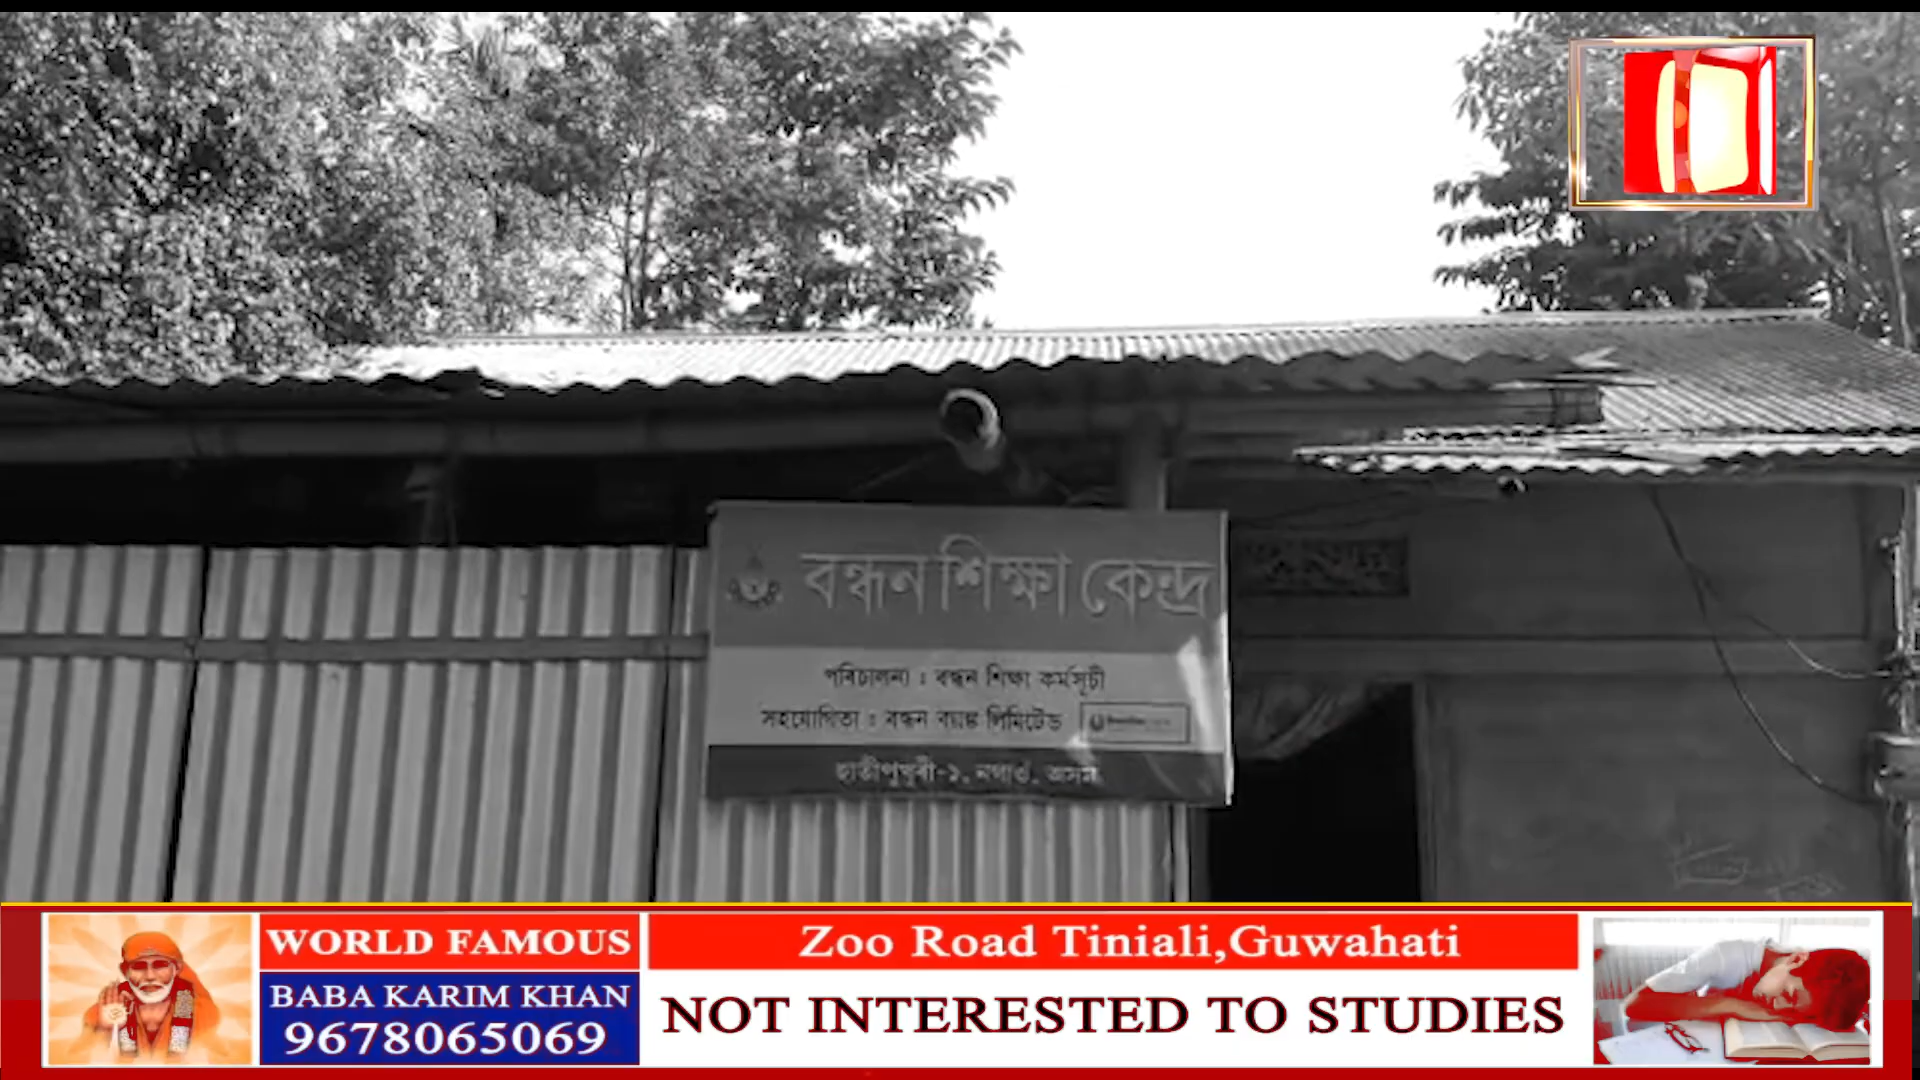 বন্ধন শিক্ষা কেন্দ্ৰ
পৰিচালনা : বন্ধন শিক্ষা কৰ্মসূচী
সহযোগিতা : বন্ধন ব্যাঙ্ক লিমিটেড
হাতীপুখুৰী-১, নগাওঁ, অসম
WORLD FAMOUS
BABA KARIM KHAN
9678065069
Zoo Road Tiniali,Guwahati
NOT INTERESTED TO STUDIES